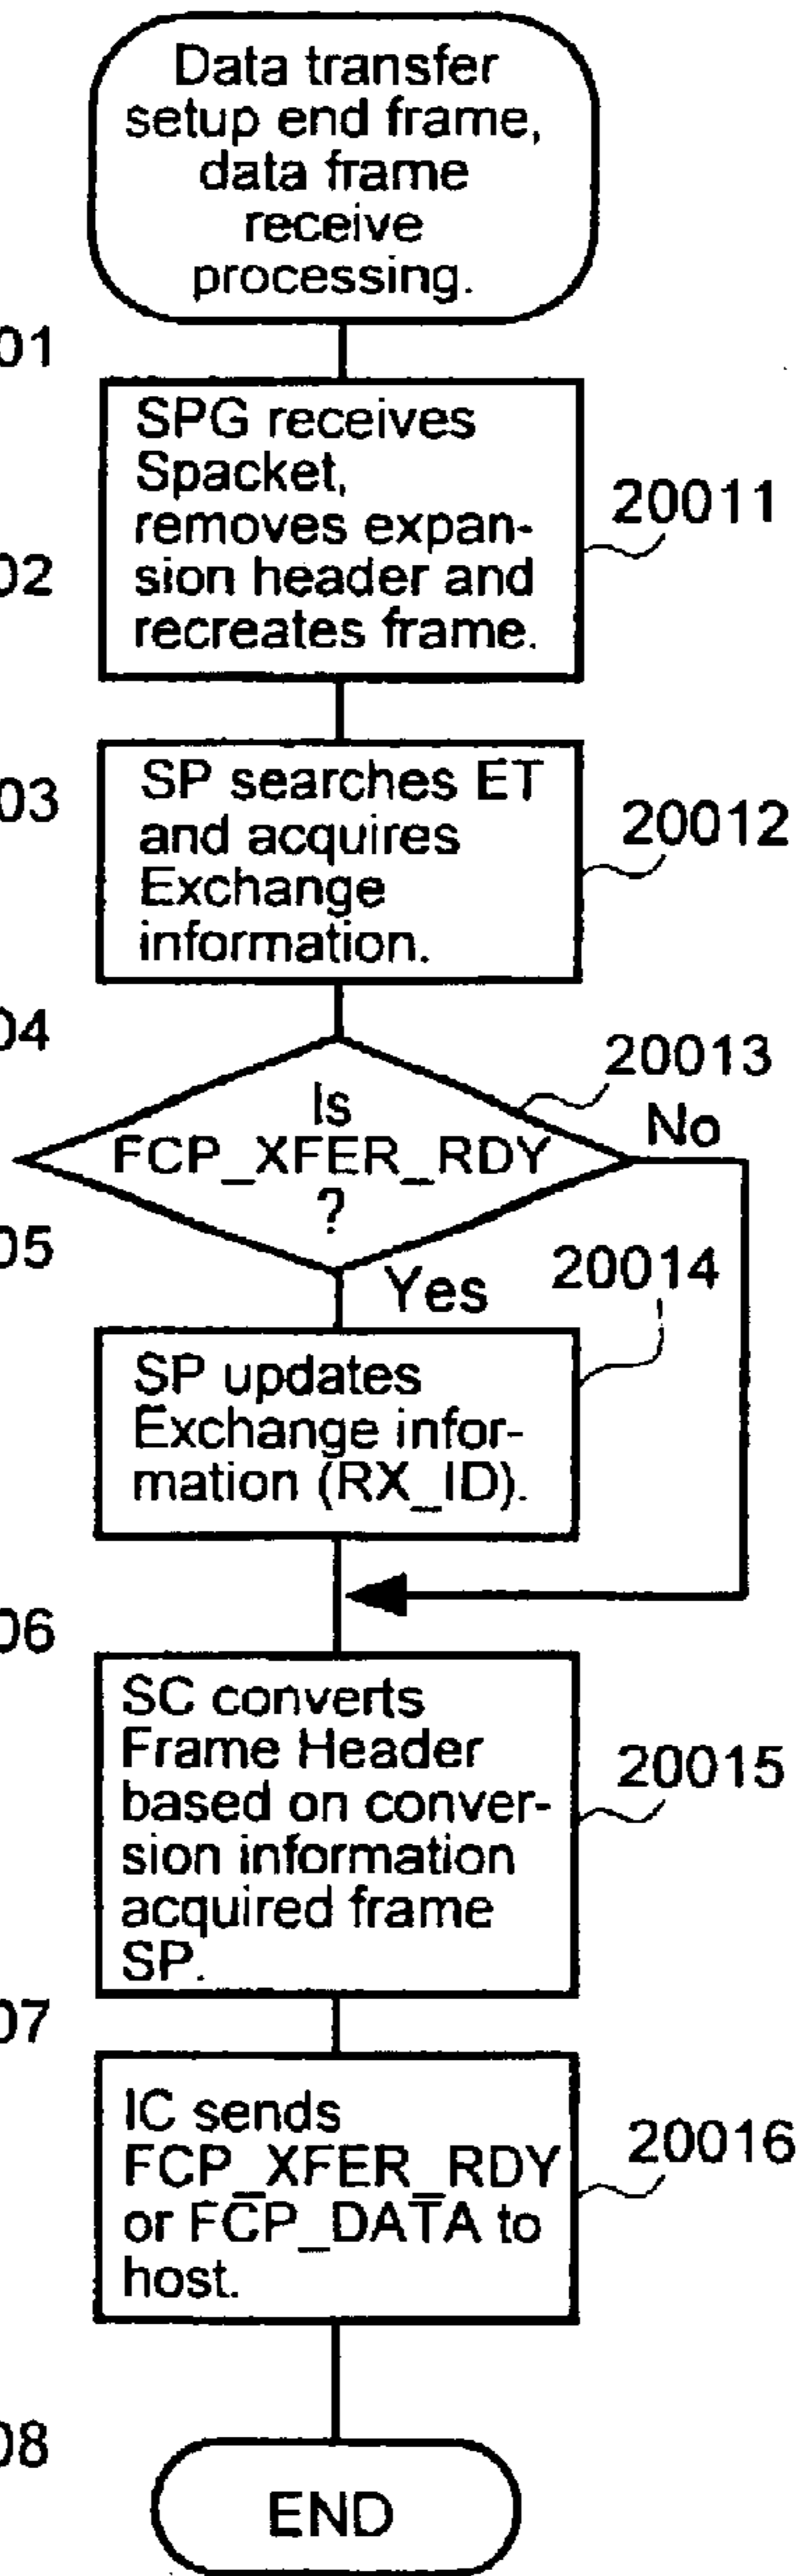 Data transfer
setup end frame,
data frame
receive
processing.
01
SPG receives
Spacket,
removes expan-
sion header and
recreates frame.
20011
02
SP searches ET
and acquires
Exchange
information.
20012
03
04
Is
FCP_XFER_RDY
?
20013
No
Yes
05
SP updates
Exchange infor-
mation (RX_ID).
20014
06
SC converts
Frame Header
based on conver-
sion information
acquired frame
SP.
20015
07
IC sends
FCP_XFER_RDY
or FCP_DATA to
host.
20016
08
END